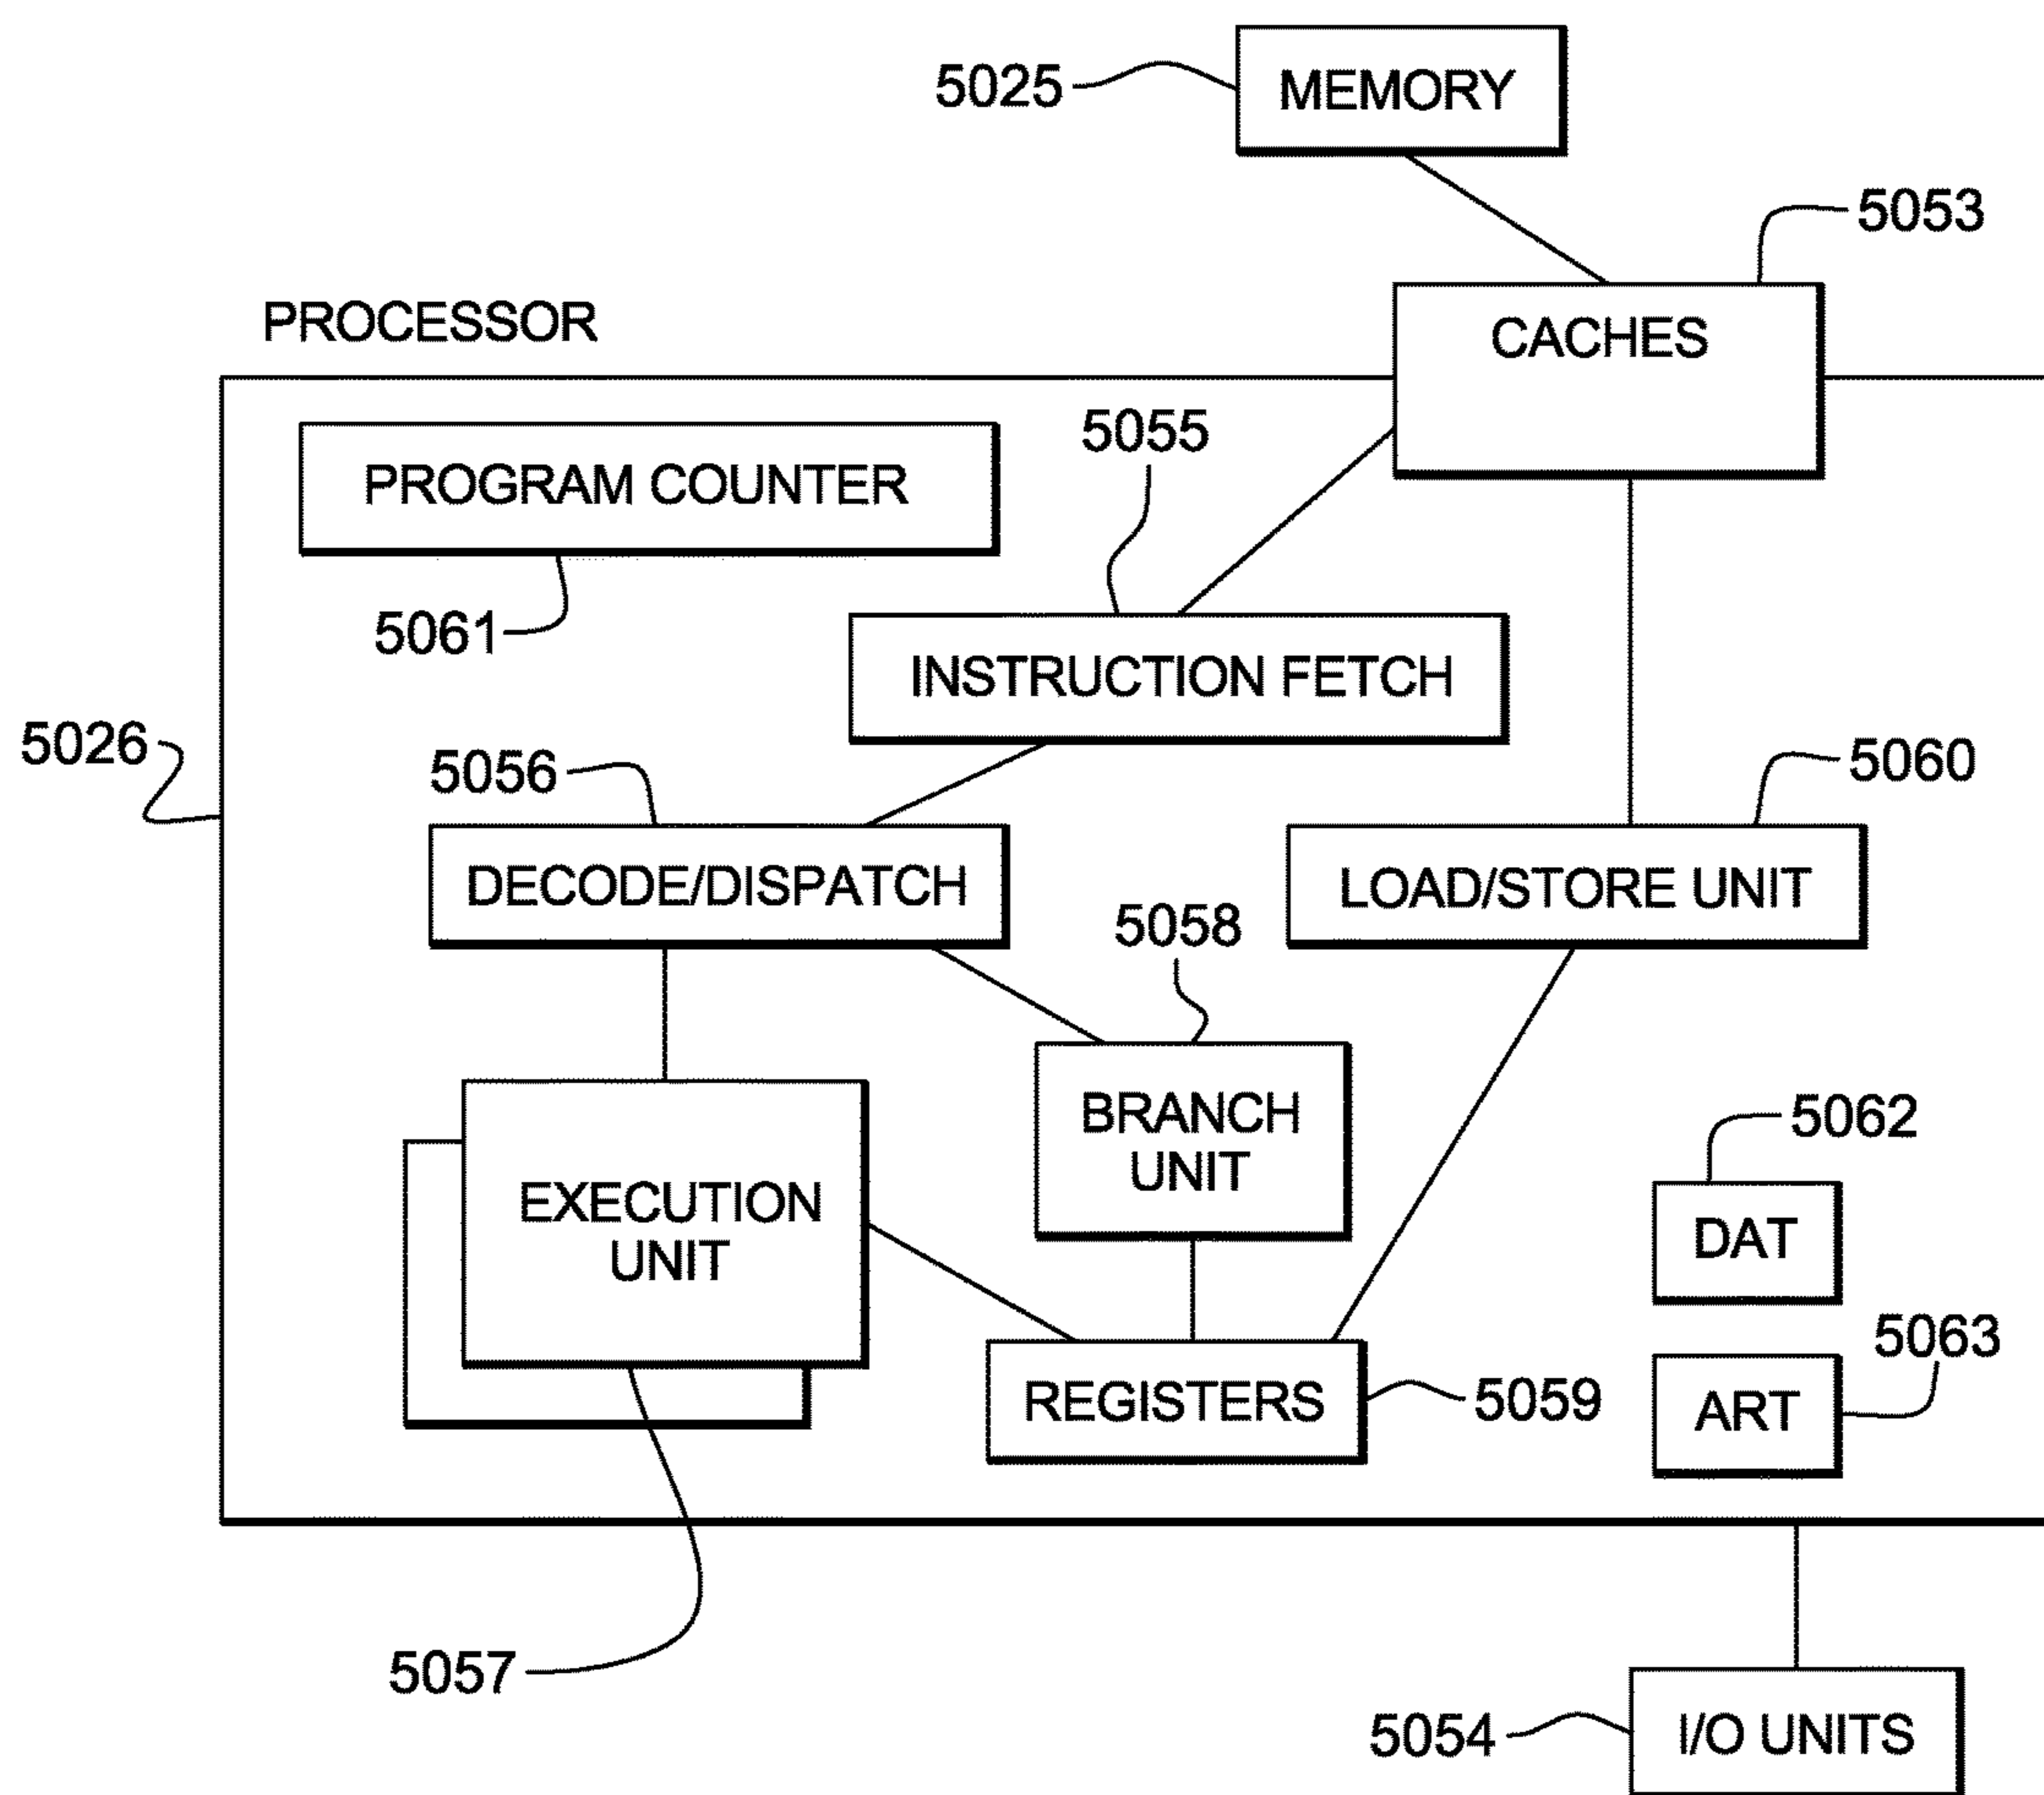 MEMORY
5025
5053
CACHES
PROCESSOR
5055
PROGRAM COUNTER
5061
INSTRUCTION FETCH
5026
5056
5060
DECODE/DISPATCH
LOAD/STORE UNIT
5058
BRANCH
UNIT
5062
EXECUTION
UNIT
DAT
5063
REGISTERS
5059
ART
5057
5054
I/O UNITS